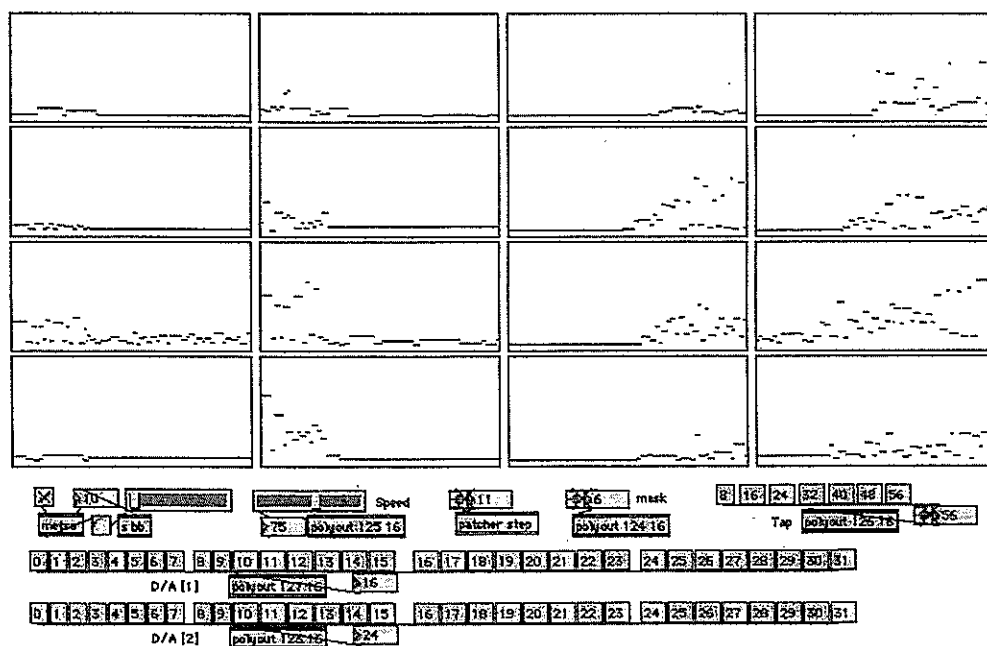 10 Speed 11 6 mask 8 16 24 32 40 48 56
s bb 75 polyout 125 16 patcher step polyout 124 16 Tap polyout 126 16 56
0 1 2 3 4 5 6 7 8 9 10 11 12 13 14 15 16 17 18 19 20 21 22 23 24 25 26 27 28 29 30 31
D/A [1] polyout 127 16 16
0 1 2 3 4 5 6 7 8 9 10 11 12 13 14 15 16 17 18 19 20 21 22 23 24 25 26 27 28 29 30 31
D/A [2] polyout 128 16 24